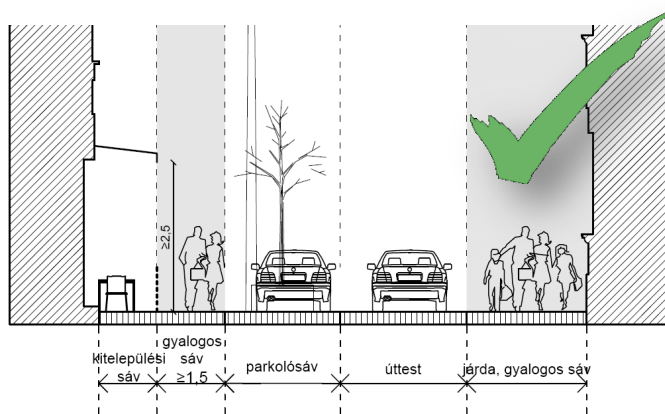 ≥2,5
kitelepülési
sáv
gyalogos
sáv
≥1,5
parkolósáv
úttest
járda, gyalogos sáv